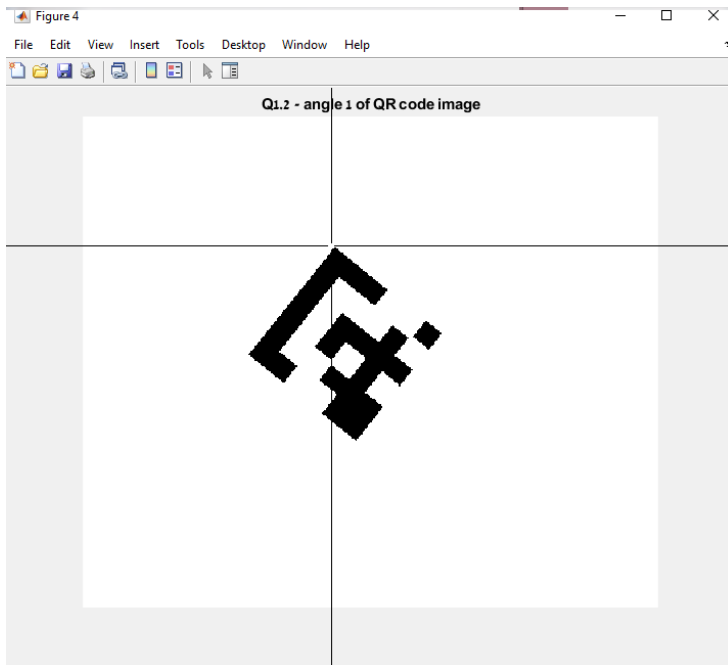 Figure 4
File Edit View Insert Tools Desktop Window Help
Q1.2 - angle 1 of QR code image